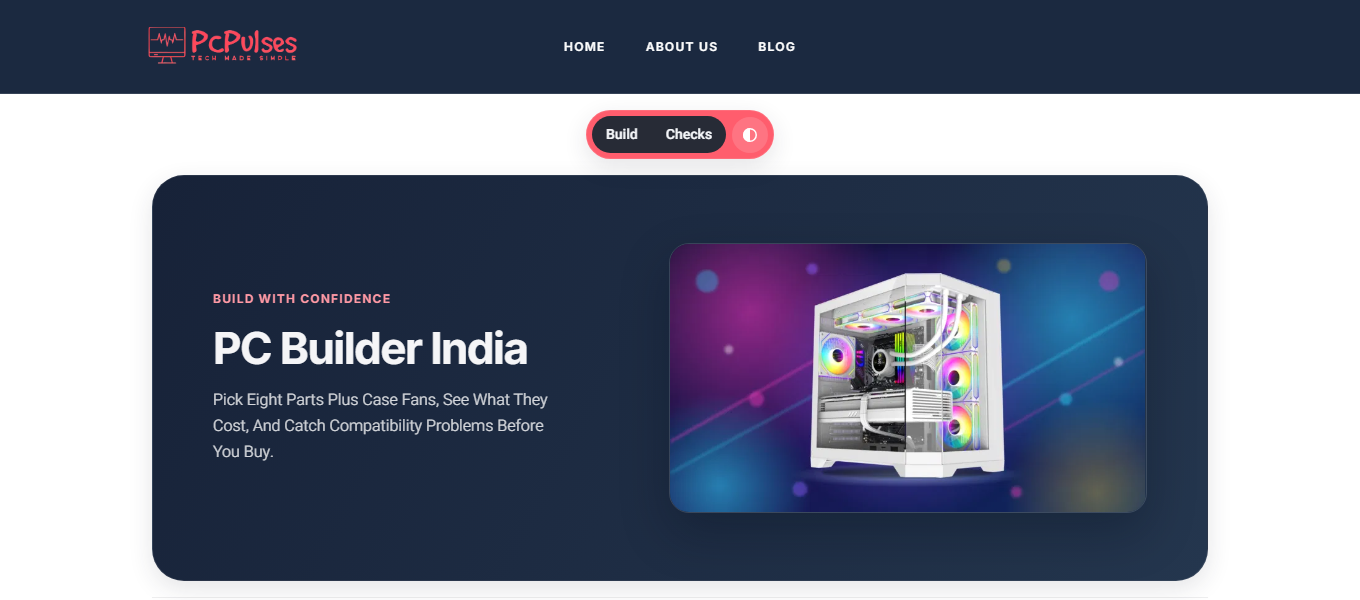 PcPulses
TECH MADE SIMPLE
HOME ABOUT US BLOG
Build Checks
BUILD WITH CONFIDENCE
PC Builder India
Pick Eight Parts Plus Case Fans, See What They
Cost, And Catch Compatibility Problems Before
You Buy.